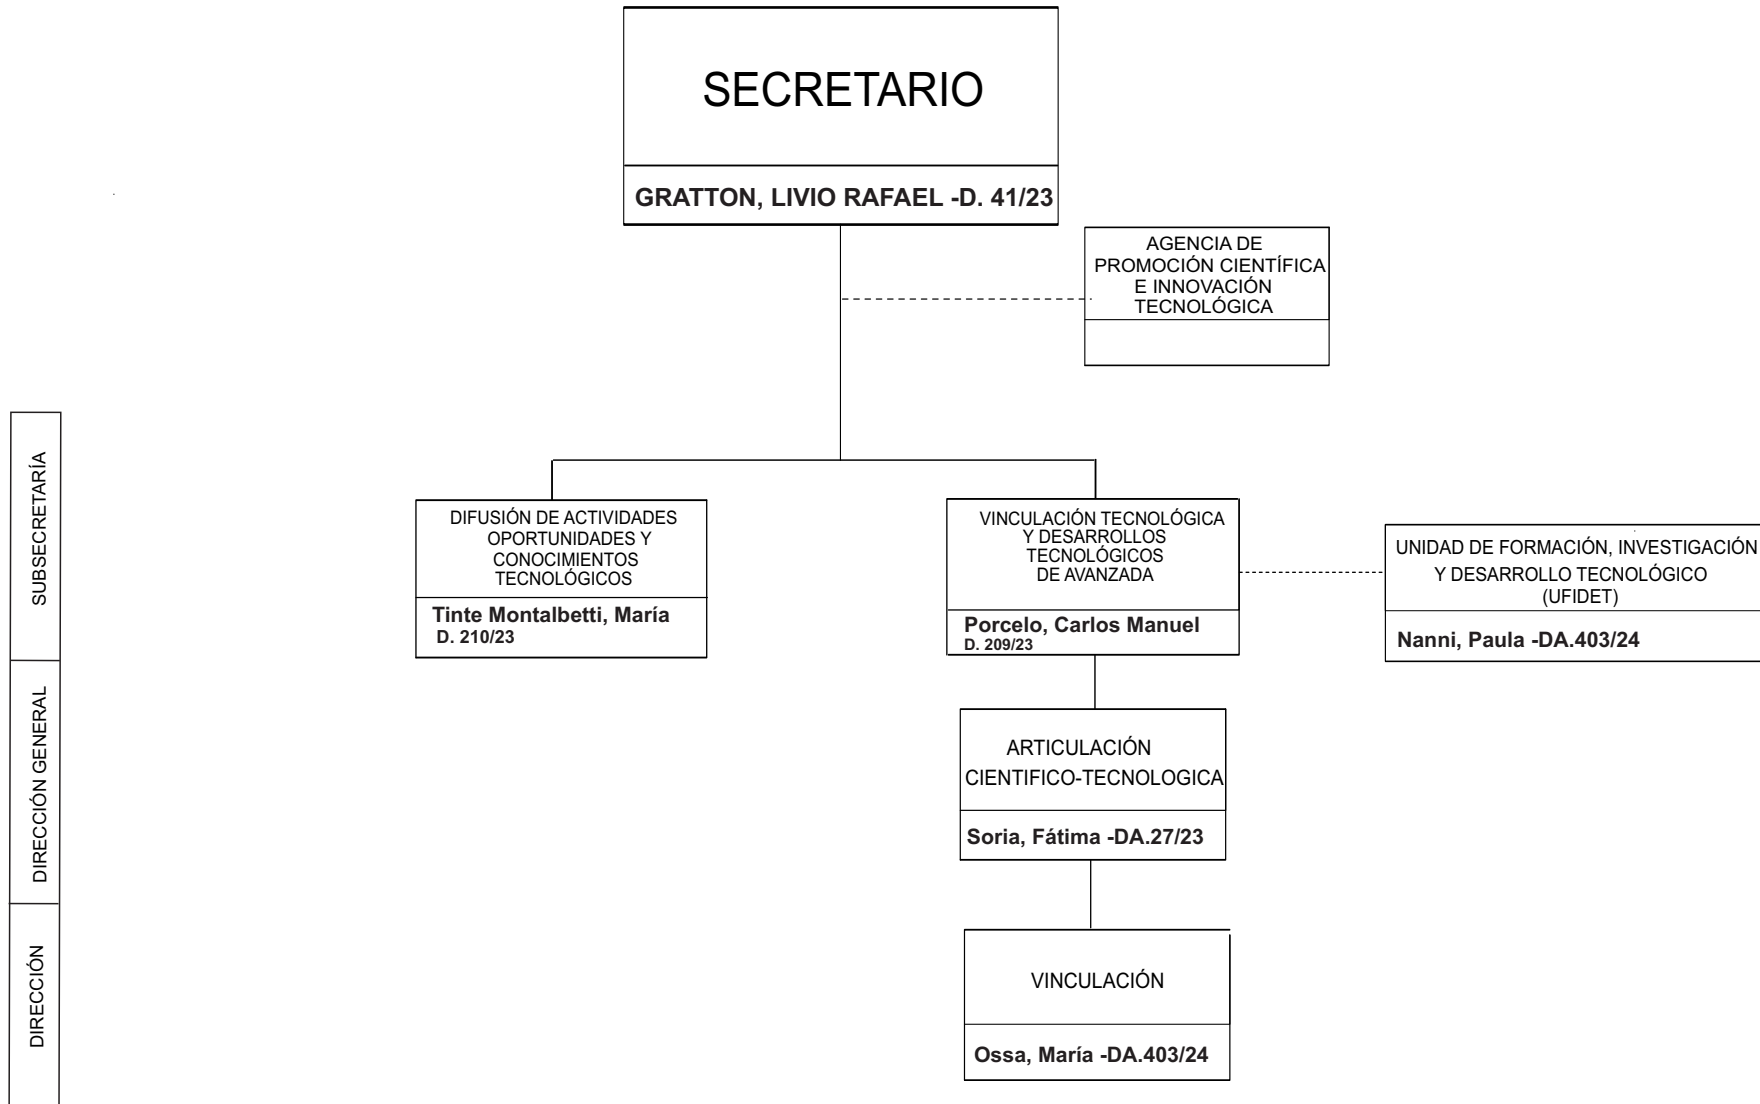 SECRETARIO
GRATTON, LIVIO RAFAEL -D. 41/23
AGENCIA DE
PROMOCIÓN CIENTÍFICA
E INNOVACIÓN
TECNOLÓGICA
SUBSECRETARÍA
DIFUSIÓN DE ACTIVIDADES
OPORTUNIDADES Y
CONOCIMIENTOS
TECNOLÓGICOS
Tinte Montalbetti, María
D. 210/23
VINCULACIÓN TECNOLÓGICA
Y DESARROLLOS
TECNOLÓGICOS
DE AVANZADA
Porcelo, Carlos Manuel
D. 209/23
UNIDAD DE FORMACIÓN, INVESTIGACIÓN
Y DESARROLLO TECNOLÓGICO
(UFIDET)
Nanni, Paula -DA.403/24
DIRECCIÓN GENERAL
ARTICULACIÓN
CIENTIFICO-TECNOLOGICA
Soria, Fátima -DA.27/23
DIRECCIÓN
VINCULACIÓN
Ossa, María -DA.403/24